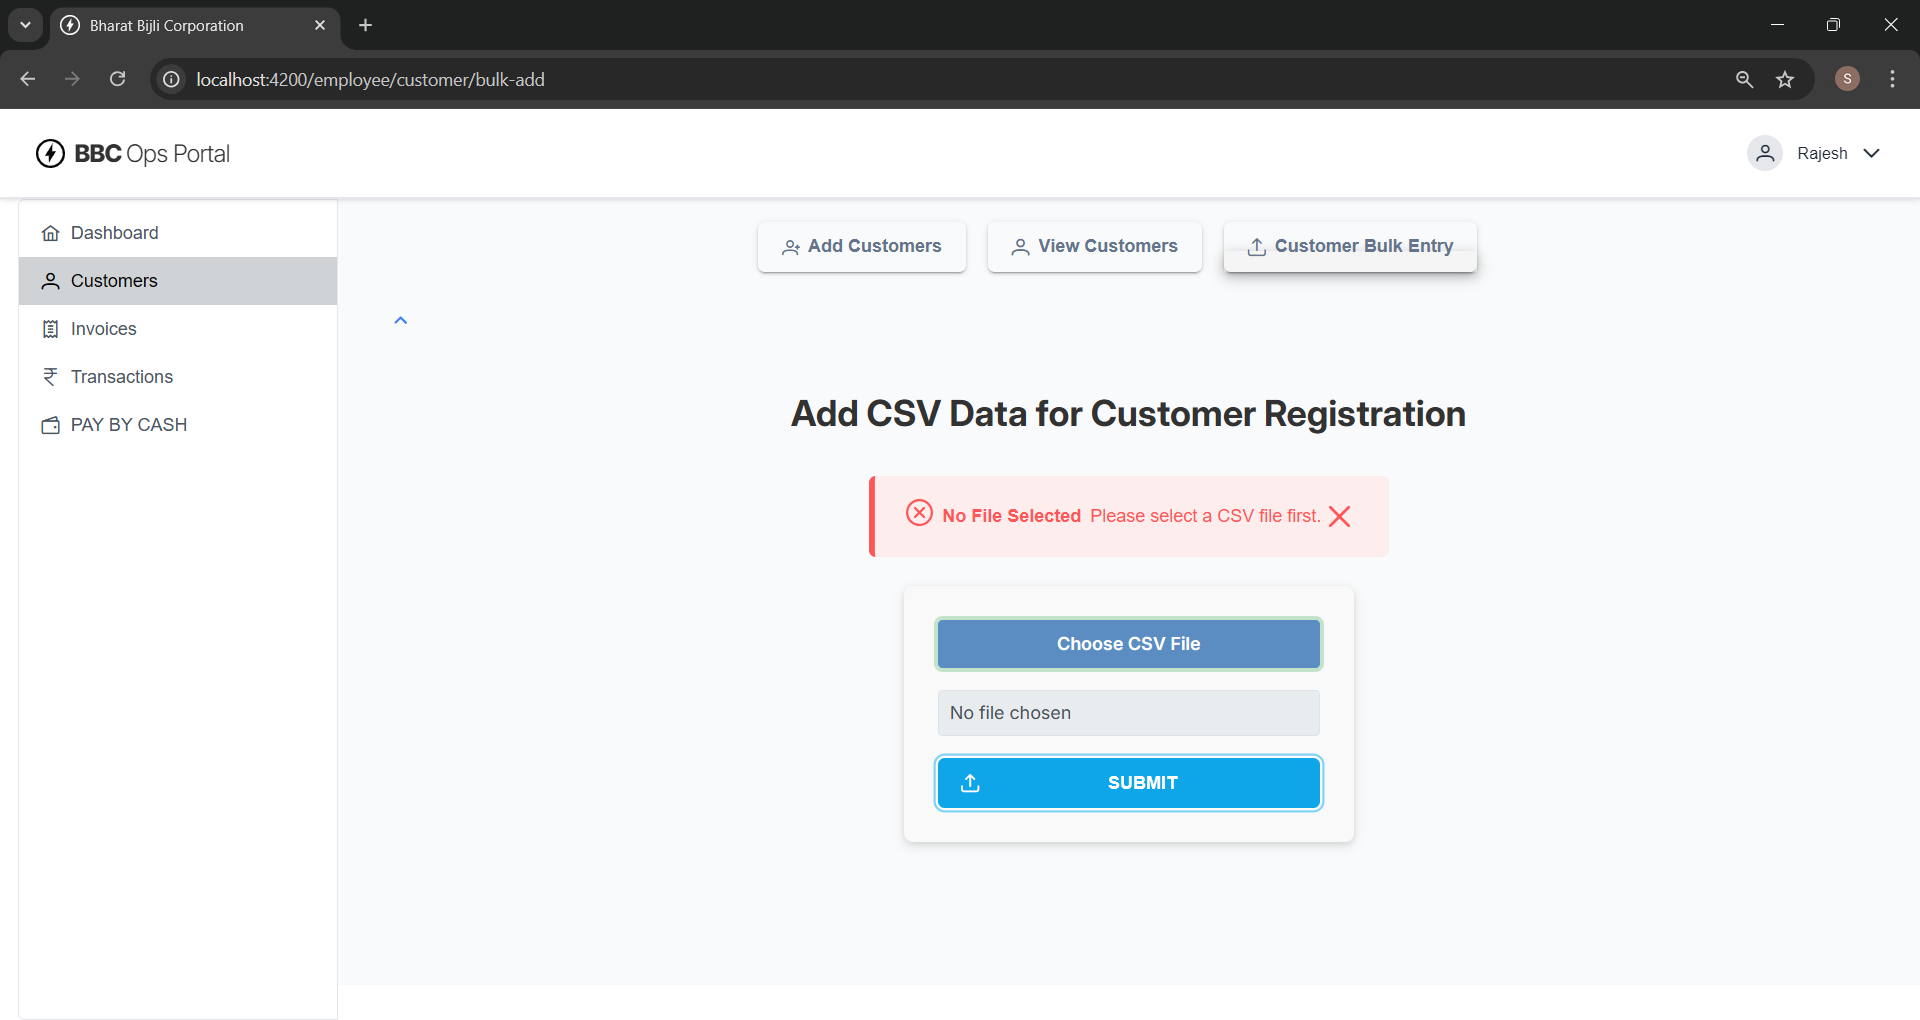 Bharat Bijli Corporation
localhost:4200/employee/customer/bulk-add
S
BBC Ops Portal
Rajesh
Dashboard
Customers
Invoices
Transactions
PAY BY CASH
Add Customers
View Customers
Customer Bulk Entry
Add CSV Data for Customer Registration
No File Selected Please select a CSV file first.
Choose CSV File
No file chosen
SUBMIT